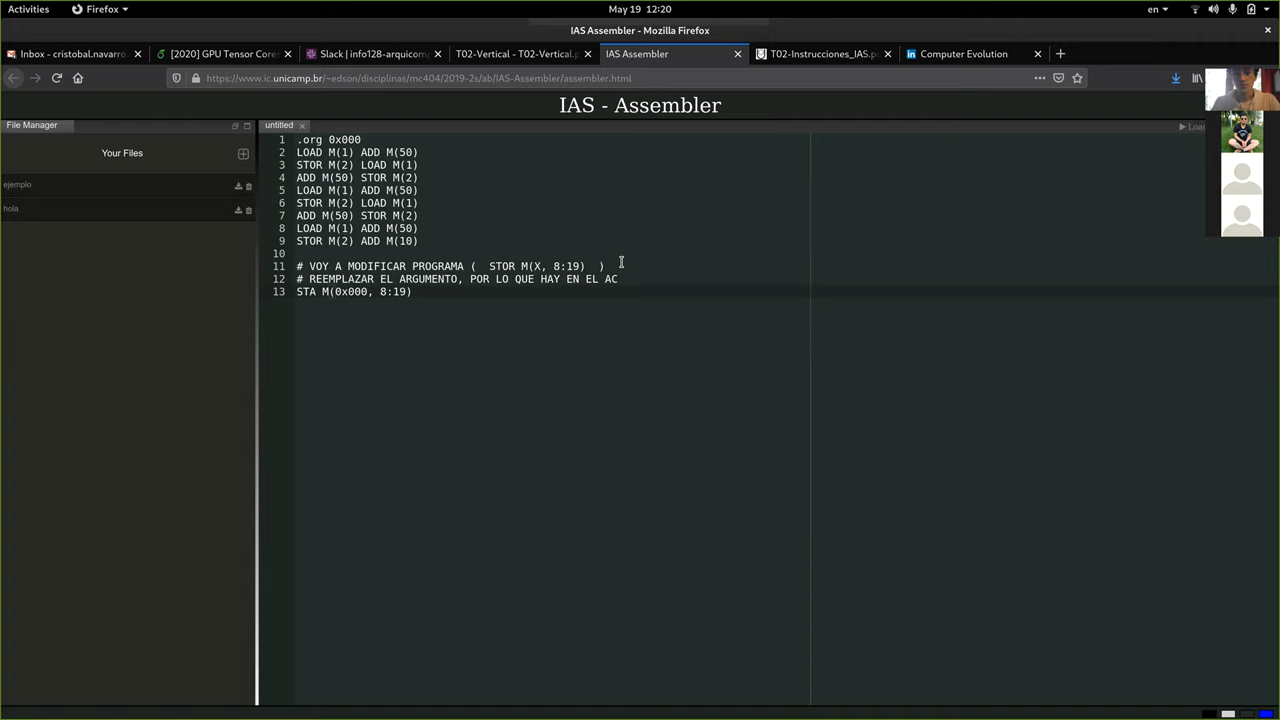 Activities Firefox May 19 12:20 en
IAS Assembler - Mozilla Firefox
Inbox - cristobal.navarro [2020] GPU Tensor Core Slack | info128-arquicom T02-Vertical - T02-Vertical.p IAS Assembler T02-Instrucciones_IAS.p Computer Evolution
https://www.ic.unicamp.br/~edson/disciplinas/mc404/2019-2s/ab/IAS-Assembler/assembler.html
IAS - Assembler
File Manager untitled Load
Your Files
ejemplo
hola
1 .org 0x000
2 LOAD M(1) ADD M(50)
3 STOR M(2) LOAD M(1)
4 ADD M(50) STOR M(2)
5 LOAD M(1) ADD M(50)
6 STOR M(2) LOAD M(1)
7 ADD M(50) STOR M(2)
8 LOAD M(1) ADD M(50)
9 STOR M(2) ADD M(10)
10
11 # VOY A MODIFICAR PROGRAMA (  STOR M(X, 8:19)  )
12 # REEMPLAZAR EL ARGUMENTO, POR LO QUE HAY EN EL AC
13 STA M(0x000, 8:19)